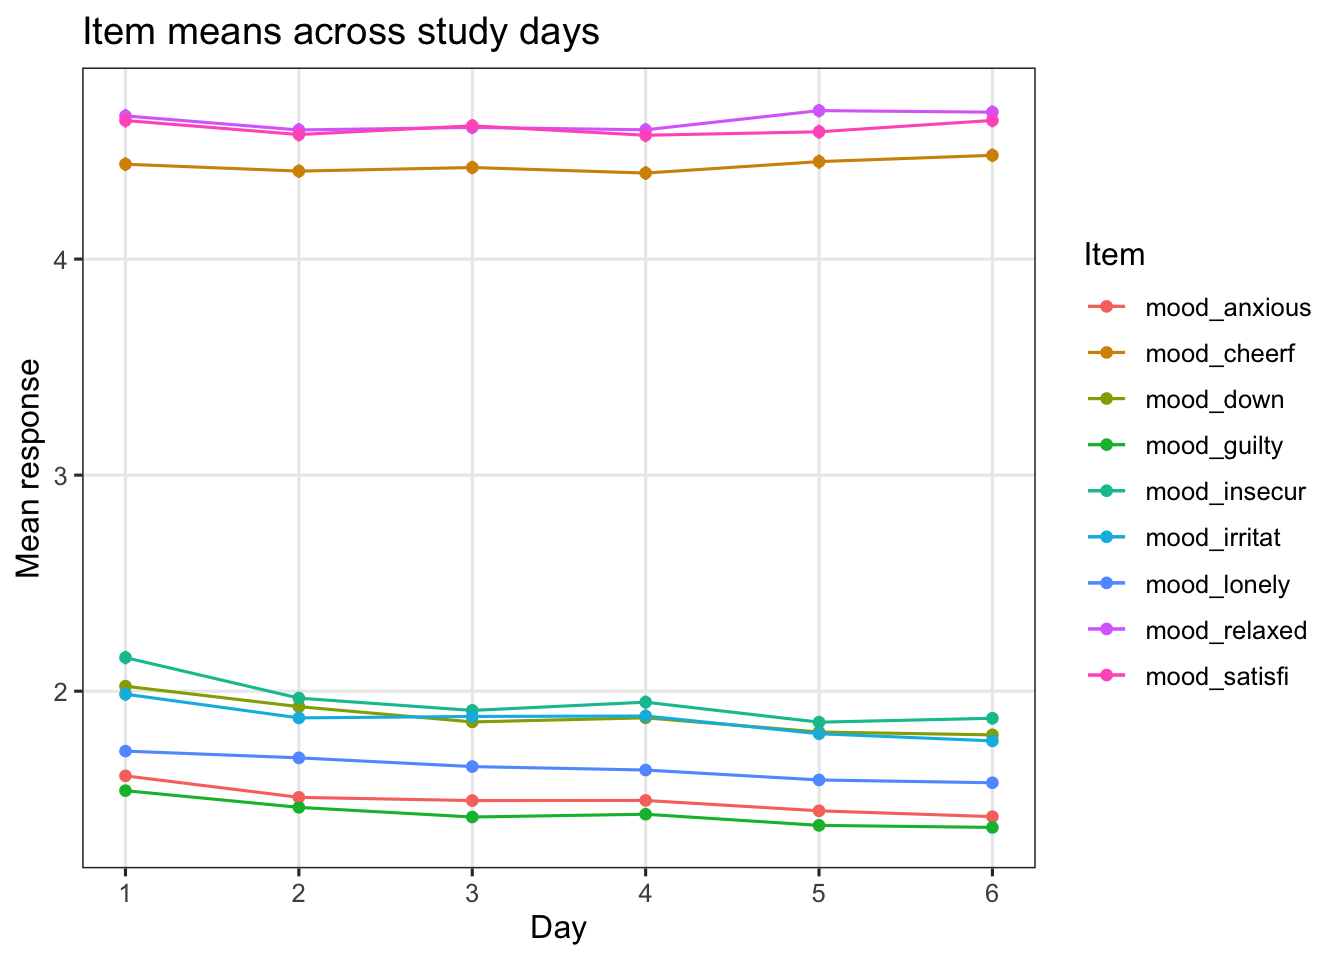 Item means across study days
Mean response
4
3
2
1 2 3 4 5 6
Day
Item
mood_anxious
mood_cheerf
mood_down
mood_guilty
mood_insecur
mood_irritat
mood_lonely
mood_relaxed
mood_satisfi